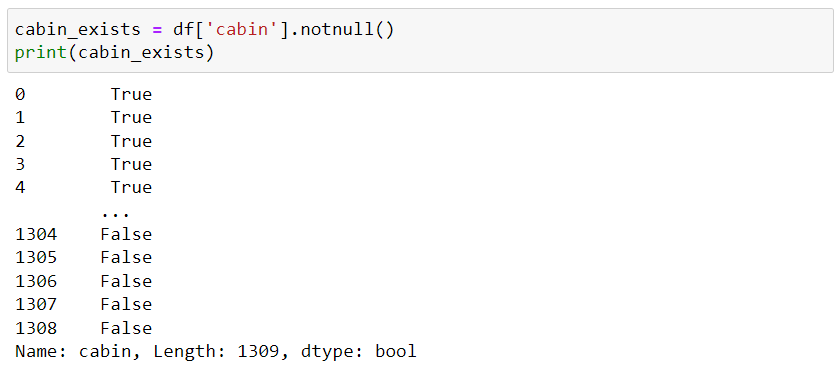 cabin_exists = df['cabin'].notnull()
print(cabin_exists)
0        True
1        True
2        True
3        True
4        True
        ...
1304    False
1305    False
1306    False
1307    False
1308    False
Name: cabin, Length: 1309, dtype: bool